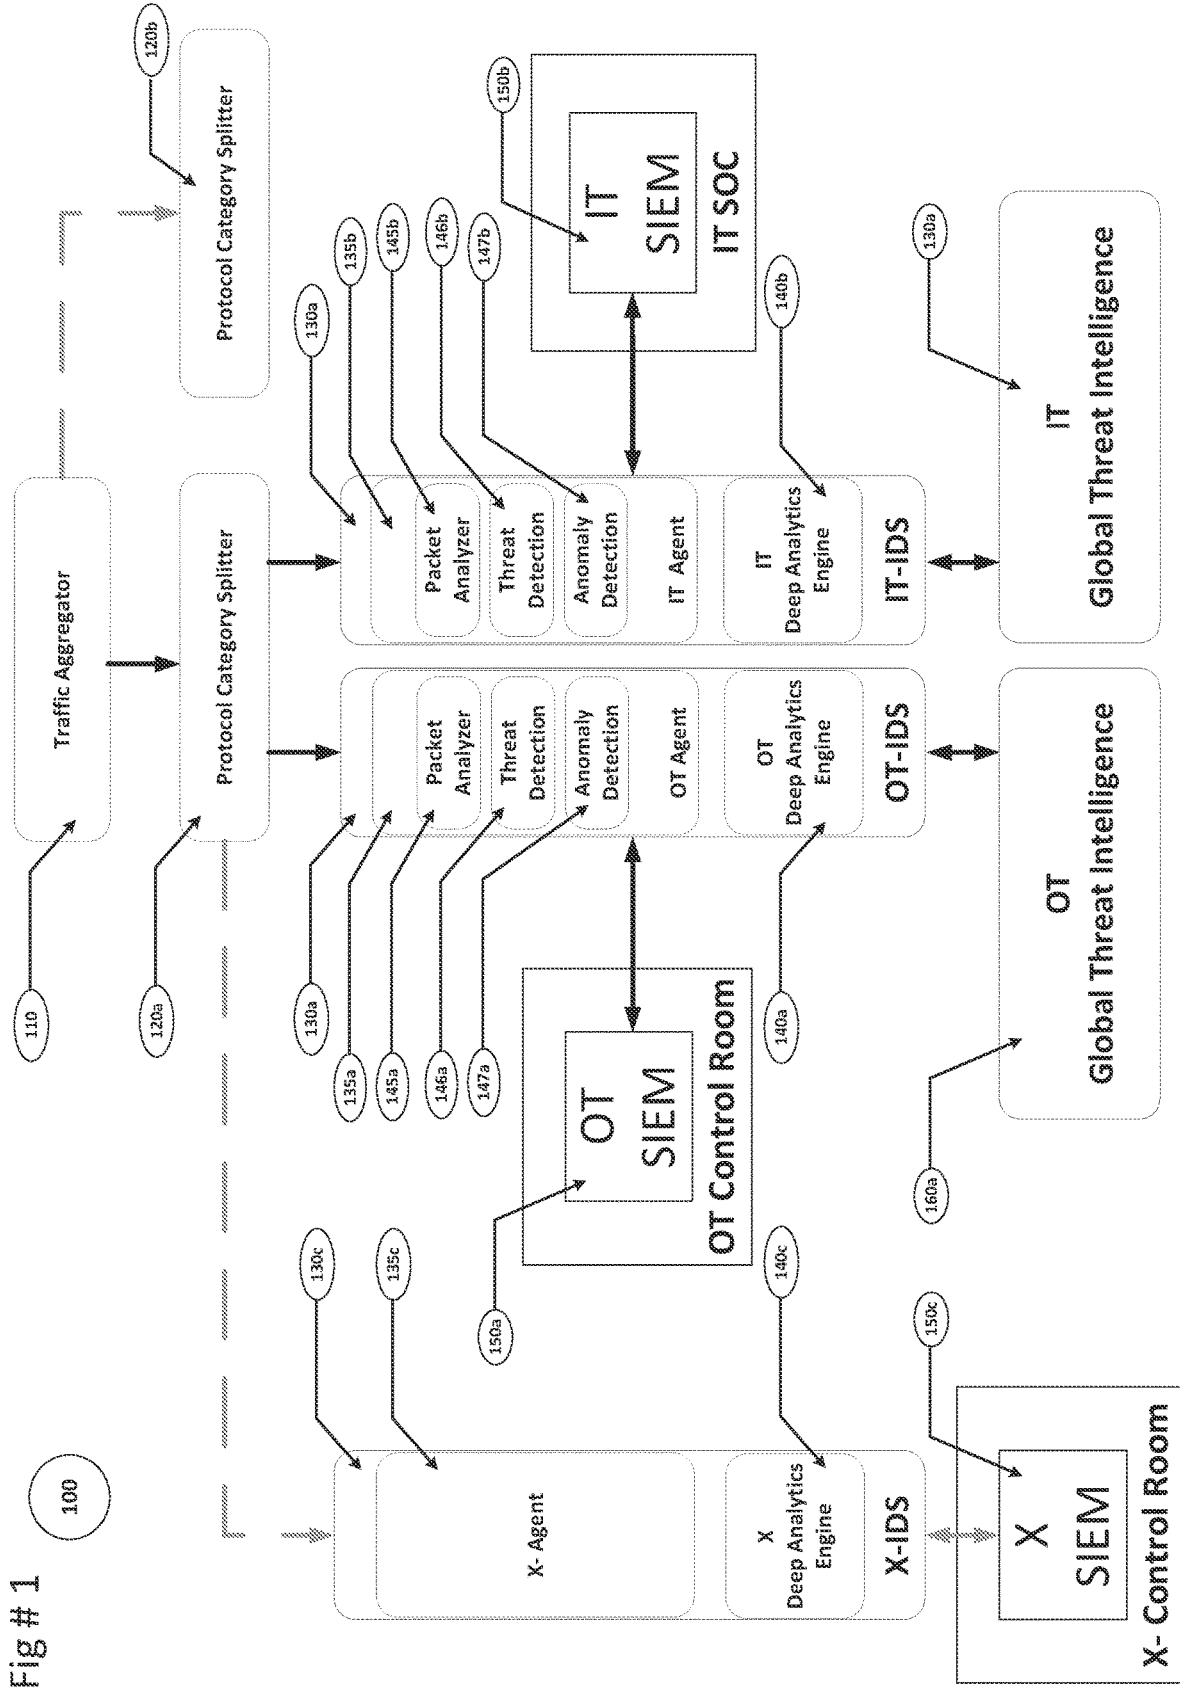 Fig # 1
100
110
Traffic Aggregator
120a
Protocol Category Splitter
120b
Protocol Category Splitter
130c
135c
X- Agent
X
Deep Analytics
Engine
140c
X-IDS
X
SIEM
150c
X- Control Room
130a
135a
145a
146a
147a
Packet
Analyzer
Threat
Detection
Anomaly
Detection
OT Agent
OT
Deep Analytics
Engine
140a
OT-IDS
OT
SIEM
150a
OT Control Room
160a
OT
Global Threat Intelligence
130a
135b
145b
146b
147b
Packet
Analyzer
Threat
Detection
Anomaly
Detection
IT Agent
IT
Deep Analytics
Engine
140b
IT-IDS
150b
IT
SIEM
IT SOC
130a
IT
Global Threat Intelligence